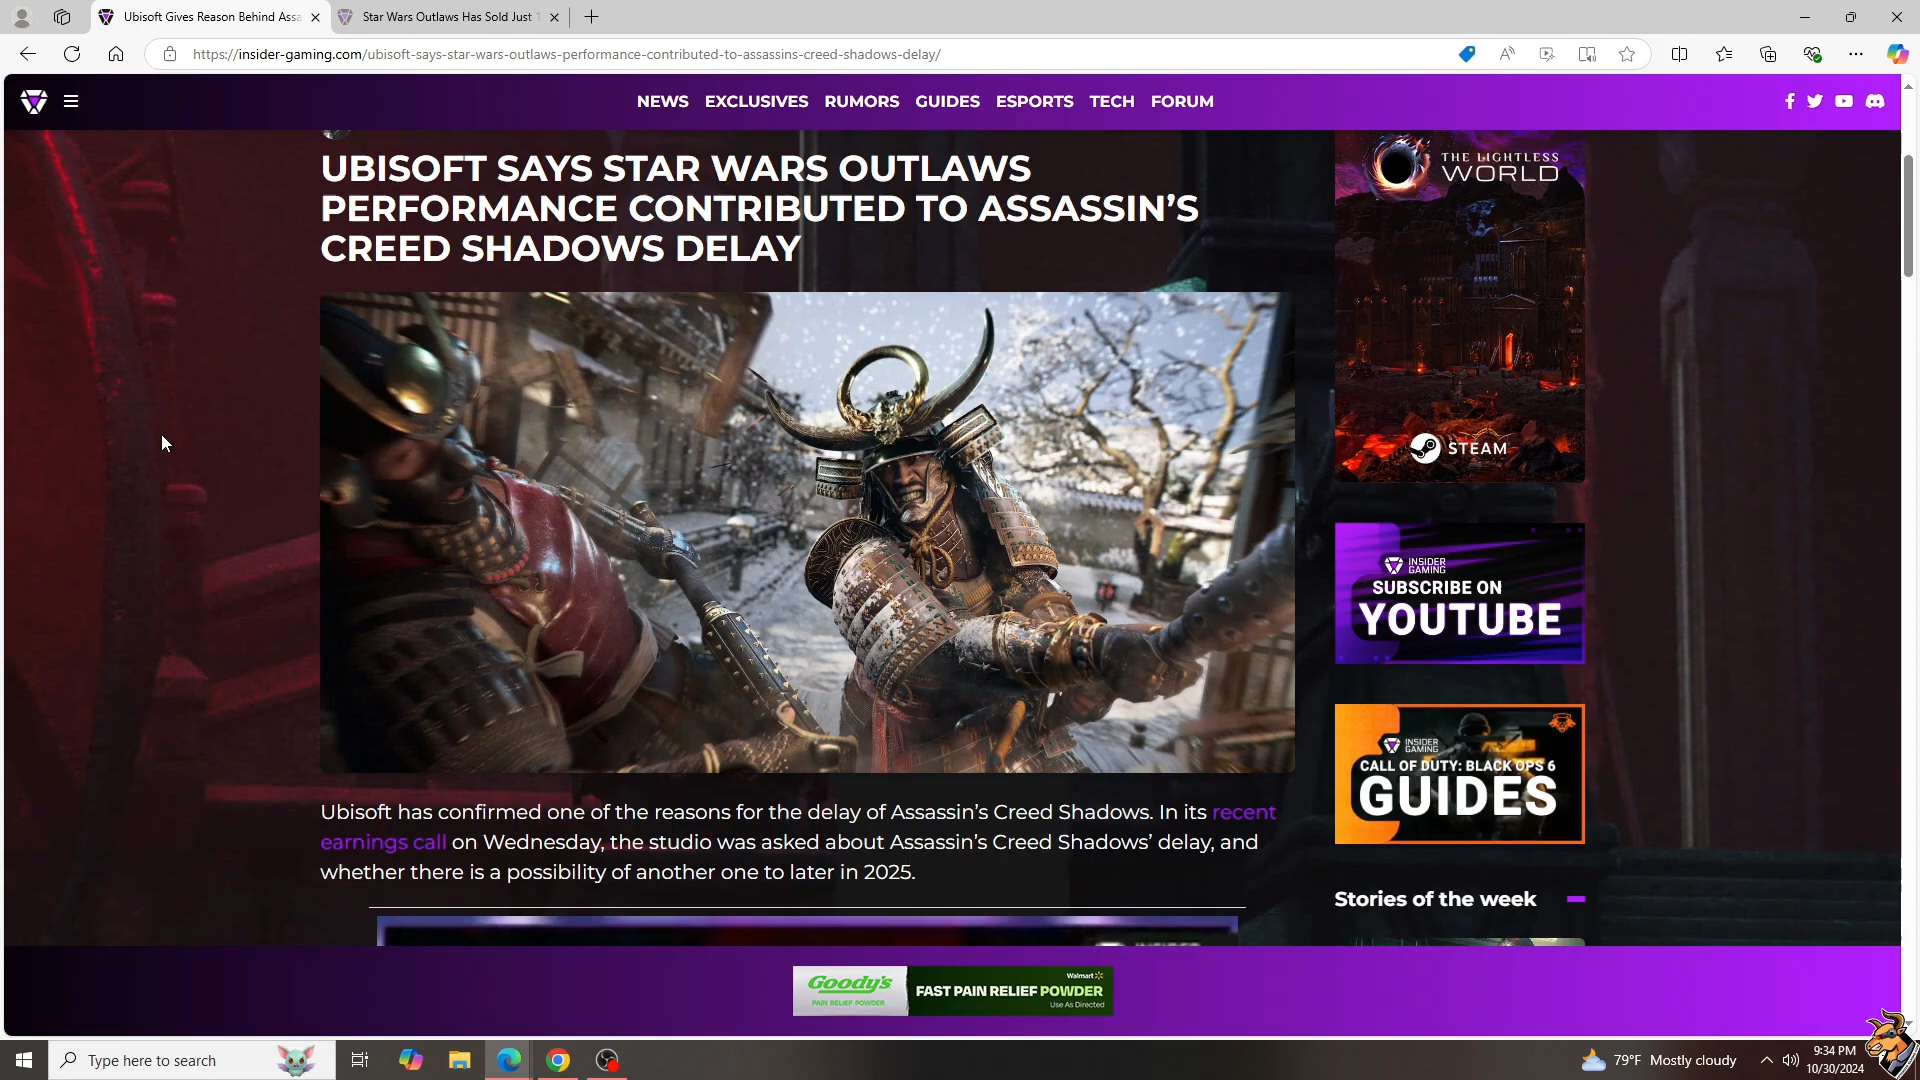 Ubisoft Gives Reason Behind Assa
Star Wars Outlaws Has Sold Just 1
https://insider-gaming.com/ubisoft-says-star-wars-outlaws-performance-contributed-to-assassins-creed-shadows-delay/
NEWS EXCLUSIVES RUMORS GUIDES ESPORTS TECH FORUM
UBISOFT SAYS STAR WARS OUTLAWS
PERFORMANCE CONTRIBUTED TO ASSASSIN’S
CREED SHADOWS DELAY
THE LIGHTLESS
WORLD
STEAM
INSIDER
GAMING
SUBSCRIBE ON
YOUTUBE
INSIDER
GAMING
CALL OF DUTY: BLACK OPS 6
GUIDES
Ubisoft has confirmed one of the reasons for the delay of Assassin’s Creed Shadows. In its recent
earnings call on Wednesday, the studio was asked about Assassin’s Creed Shadows’ delay, and
whether there is a possibility of another one to later in 2025.
Stories of the week
Goody's
PAIN RELIEF POWDER
Walmart
FAST PAIN RELIEF POWDER
Use As Directed
Type here to search
79°F Mostly cloudy
9:34 PM
10/30/2024